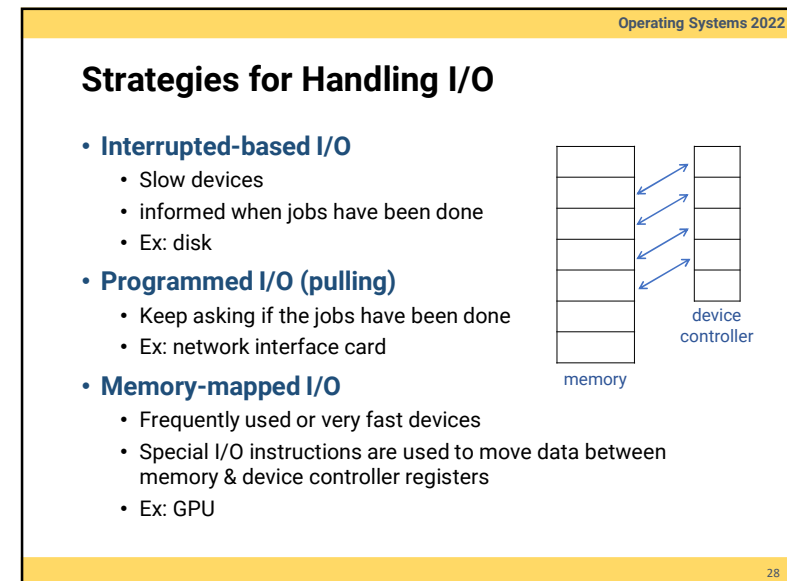 Operating Systems 2022
Strategies for Handling I/O
• Interrupted-based I/O
• Slow devices
• informed when jobs have been done
• Ex: disk
• Programmed I/O (pulling)
• Keep asking if the jobs have been done
• Ex: network interface card
• Memory-mapped I/O
• Frequently used or very fast devices
• Special I/O instructions are used to move data between
memory & device controller registers
• Ex: GPU
memory
device
controller
28